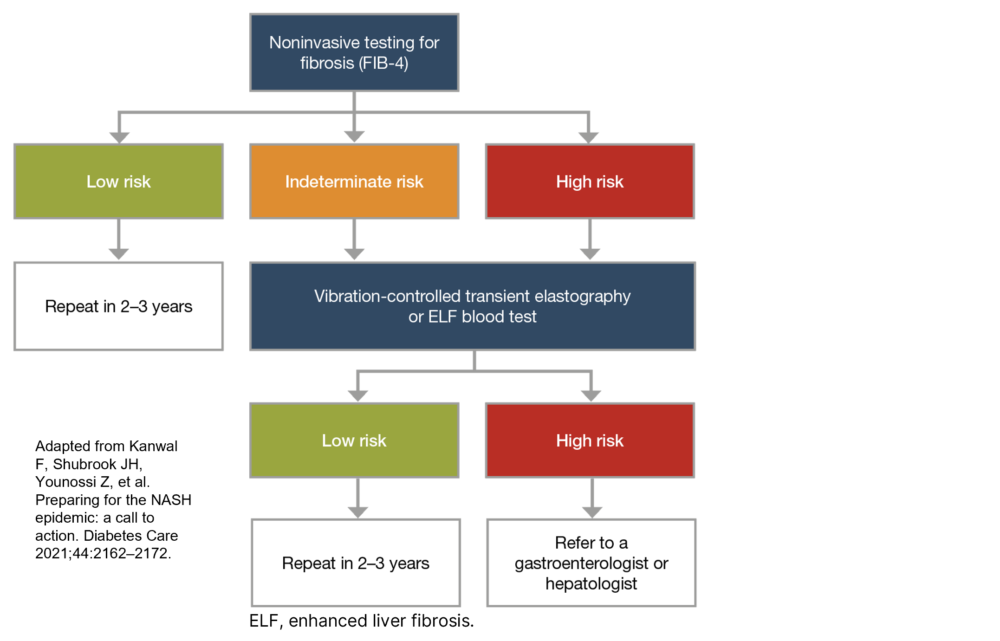 Noninvasive testing for
fibrosis (FIB-4)
Low risk
Indeterminate risk
High risk
Repeat in 2–3 years
Vibration-controlled transient elastography
or ELF blood test
Low risk
High risk
Repeat in 2–3 years
Refer to a
gastroenterologist or
hepatologist
Adapted from Kanwal
F, Shubrook JH,
Younossi Z, et al.
Preparing for the NASH
epidemic: a call to
action. Diabetes Care
2021;44:2162–2172.
ELF, enhanced liver fibrosis.